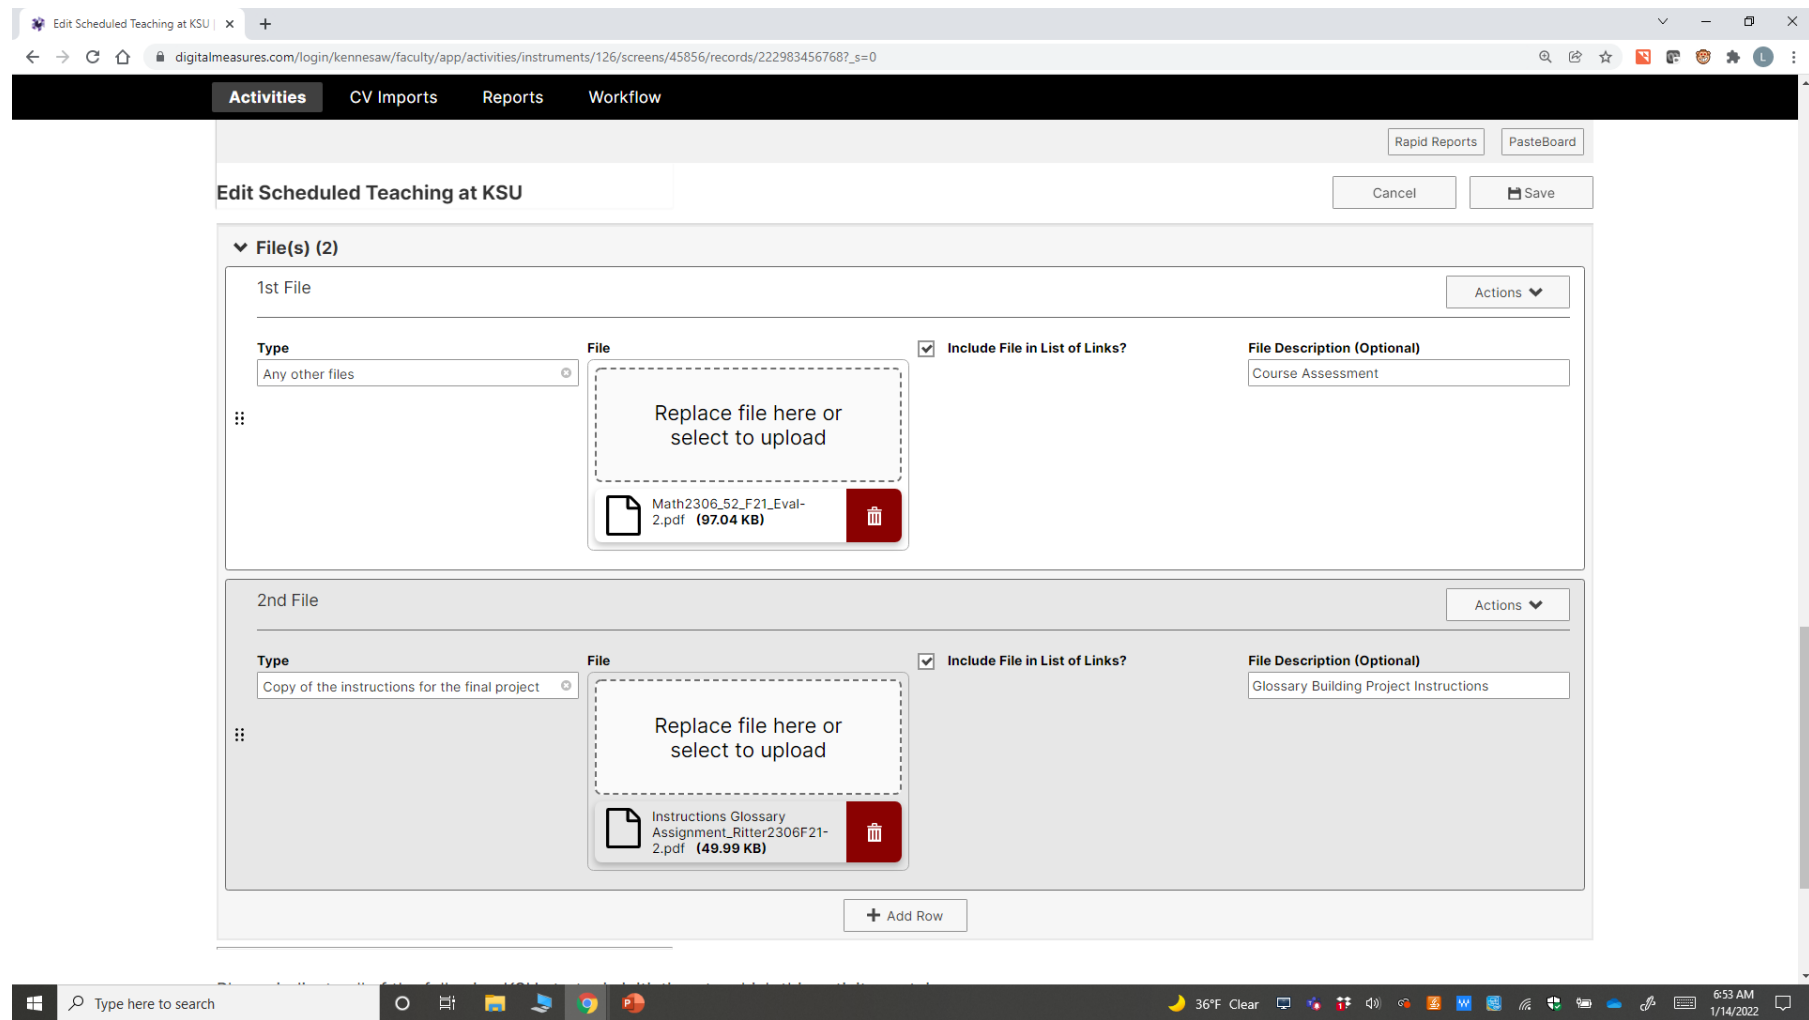 Edit Scheduled Teaching at KSU |
digitalmeasures.com/login/kennesaw/faculty/app/activities/instruments/126/screens/45856/records/222983456768?_s=0
L
Activities CV Imports Reports Workflow
Rapid Reports PasteBoard
Edit Scheduled Teaching at KSU
Cancel Save
File(s) (2)
1st File
Actions
Type File Include File in List of Links? File Description (Optional)
Any other files
Course Assessment
Replace file here or
select to upload
Math2306_52_F21_Eval-
2.pdf (97.04 KB)
2nd File
Actions
Type File Include File in List of Links? File Description (Optional)
Copy of the instructions for the final project
Glossary Building Project Instructions
Replace file here or
select to upload
Instructions Glossary
Assignment_Ritter2306F21-
2.pdf (49.99 KB)
+ Add Row
Type here to search
36°F Clear
6:53 AM
1/14/2022